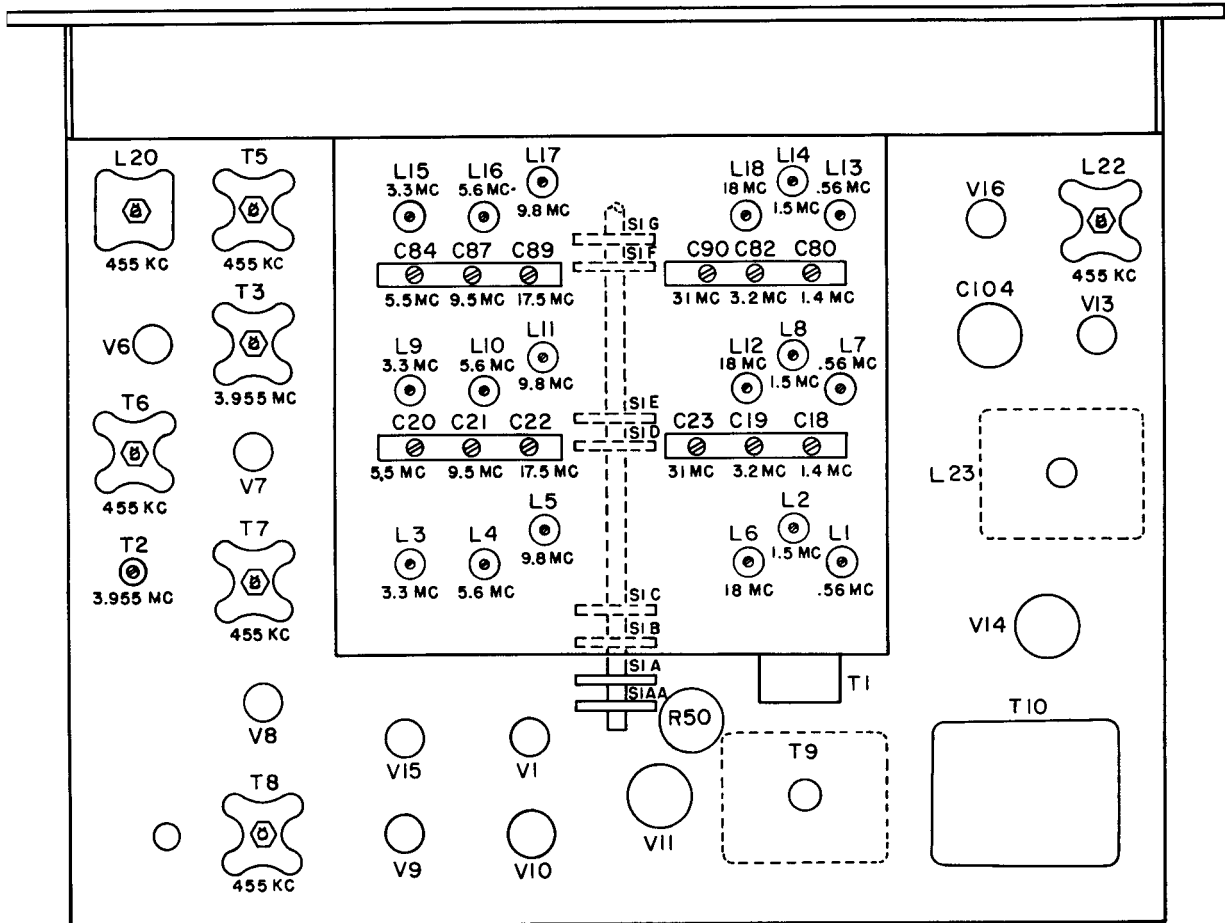 L20
455 KC
T5
455 KC
T3
3.955 MC
V6
T6
455 KC
V7
T2
3.955 MC
T7
455 KC
V8
T8
455 KC
L15
3.3 MC
L16
5.6 MC
L17
9.8 MC
L18
18 MC
L14
1.5 MC
L13
.56 MC
S1G
S1F
C84 C87 C89
5.5 MC 9.5 MC 17.5 MC
C90 C82 C80
31 MC 3.2 MC 1.4 MC
L9
3.3 MC
L10
5.6 MC
L11
9.8 MC
L12
18 MC
L8
1.5 MC
L7
.56 MC
S1E
S1D
C20 C21 C22
5.5 MC 9.5 MC 17.5 MC
C23 C19 C18
31 MC 3.2 MC 1.4 MC
L3
3.3 MC
L4
5.6 MC
L5
9.8 MC
L6
18 MC
L2
1.5 MC
L1
.56 MC
S1C
S1B
S1A
S1AA
R50
T1
V15
V1
V9
V10
V11
T9
T10
V16
L22
455 KC
C104
V13
L23
V14